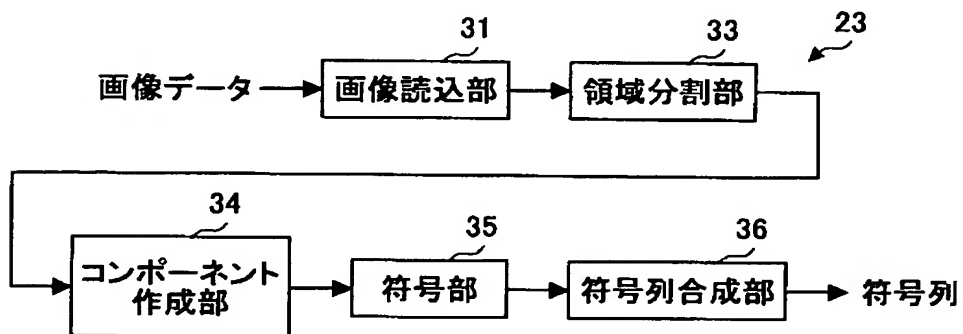 31
33
23
画像データ
画像読込部
領域分割部
34
35
36
コンポーネント
作成部
符号部
符号列合成部
符号列